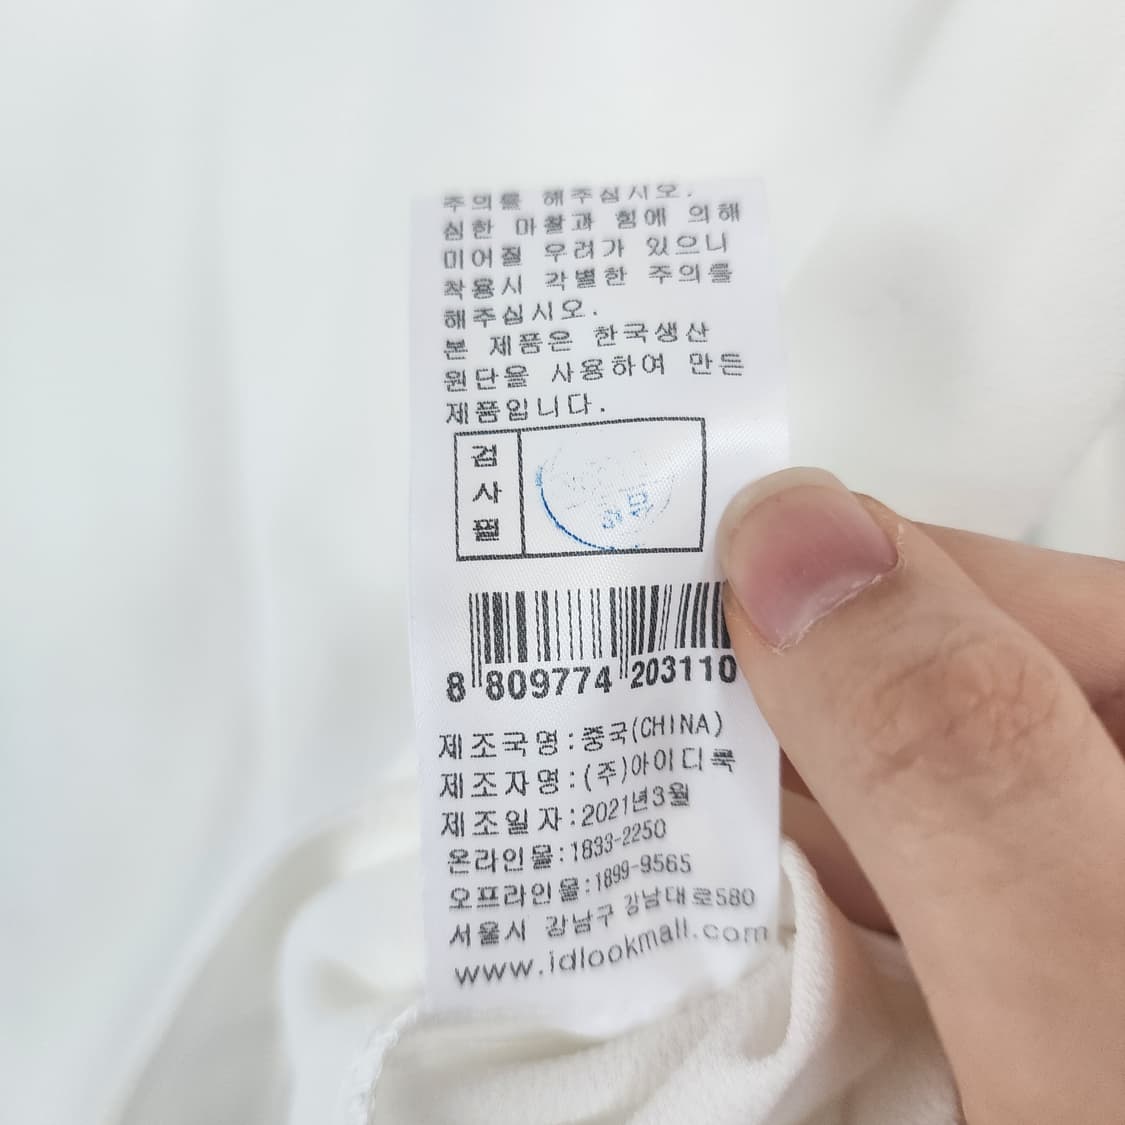 주의를 해주십시오.
심한 마찰과 힘에 의해
미어질 우려가 있으니
착용시 각별한 주의를
해주십시오.
본 제품은 한국생산
원단을 사용하여 만든
제품입니다.
검사필
8 809774 203110
제조국명:중국(CHINA)
제조자명:(주)아이디룩
제조일자:2021년3월
온라인몰:1833-2250
오프라인몰:1899-9565
서울시 강남구 강남대로580
www.idlookmall.com